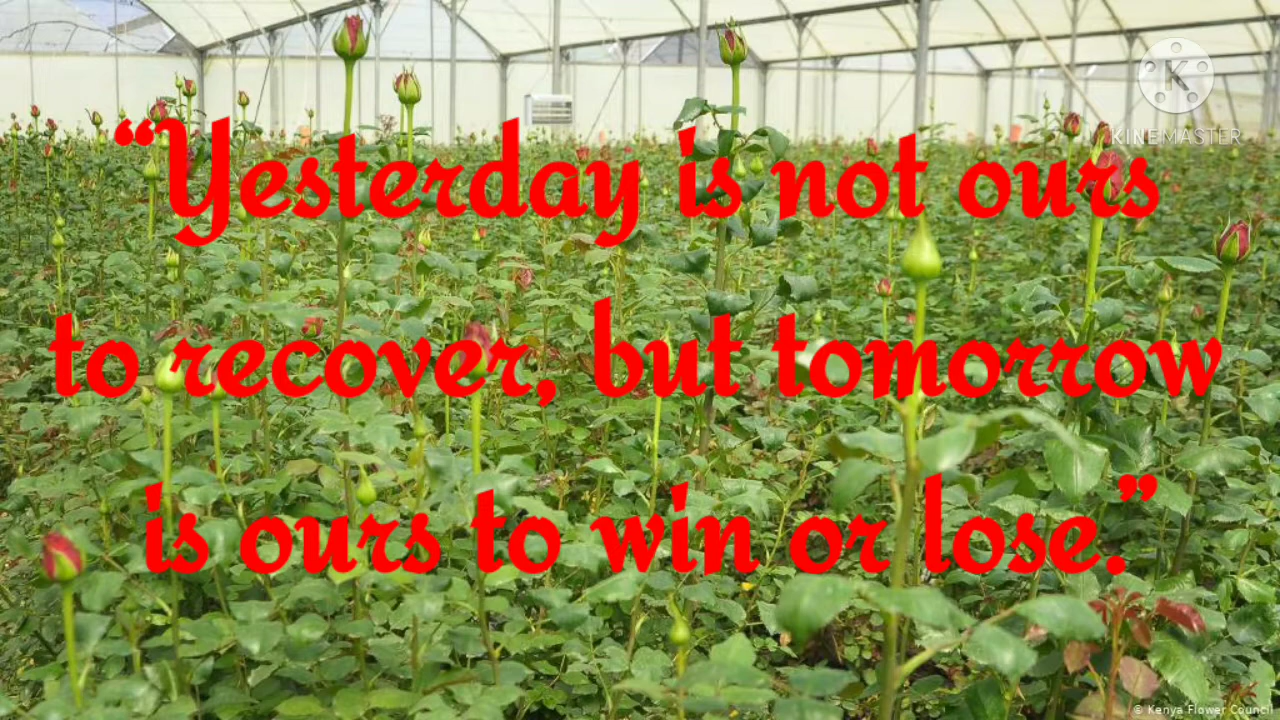 KINEMASTER
“Yesterday is not ours
to recover, but tomorrow
is ours to win or lose.”
© Kenya Flower Council